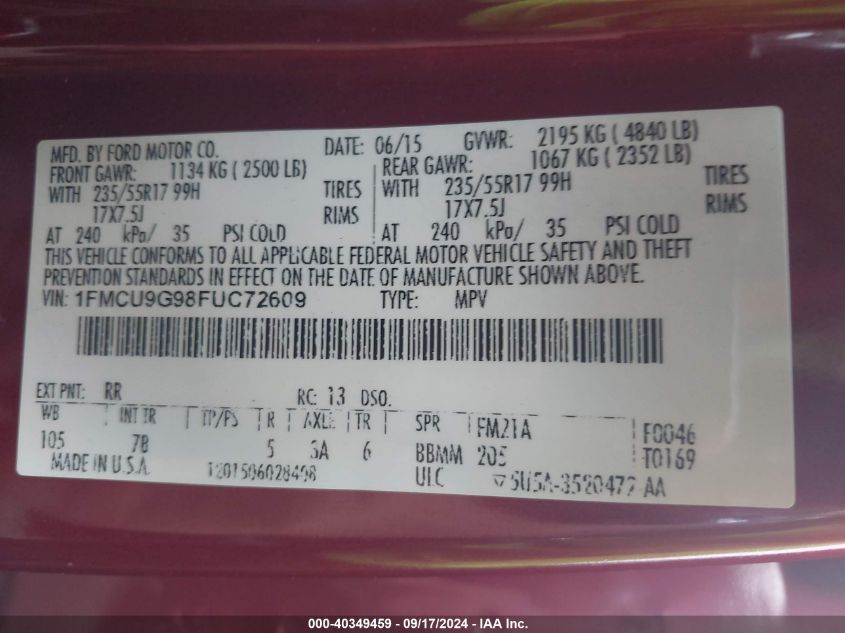 MFD. BY FORD MOTOR CO. DATE: 06/15 GVWR: 2195 KG ( 4840 LB)
FRONT GAWR: 1134 KG ( 2500 LB) REAR GAWR: 1067 KG ( 2352 LB)
WITH 235/55R17 99H TIRES WITH 235/55R17 99H TIRES
17X7.5J RIMS 17X7.5J RIMS
AT 240 kPa/ 35 PSI COLD AT 240 kPa/ 35 PSI COLD
THIS VEHICLE CONFORMS TO ALL APPLICABLE FEDERAL MOTOR VEHICLE SAFETY AND THEFT
PREVENTION STANDARDS IN EFFECT ON THE DATE OF MANUFACTURE SHOWN ABOVE.
VIN: 1FMCU9G98FUC72609 TYPE: MPV
EXT PNT: RR RC: 13 DSO:
WB INT TR TP/PS R AXLE TR SPR FM21A F0046
105 7B 5 6 BBMM 205 T0169
MADE IN U.S.A. ULC
000-40349459 - 09/17/2024 - IAA Inc.